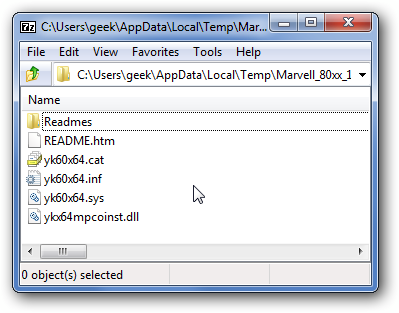 7z C:\Users\geek\AppData\Local\Temp\Mar...
File Edit View Favorites Tools Help
C:\Users\geek\AppData\Local\Temp\Marvell_80xx_1
Name
Readmes
README.htm
yk60x64.cat
yk60x64.inf
yk60x64.sys
ykx64mpcoinst.dll
0 object(s) selected